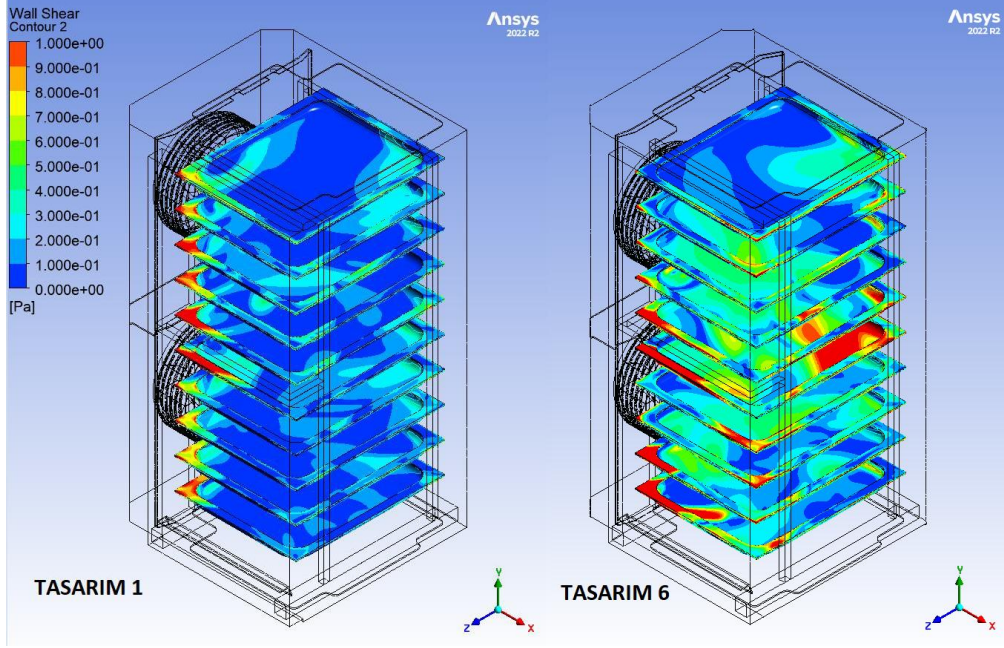 Wall Shear
Contour 2
1.000e+00
9.000e-01
8.000e-01
7.000e-01
6.000e-01
5.000e-01
4.000e-01
3.000e-01
2.000e-01
1.000e-01
0.000e+00
[Pa]
Ansys
2022 R2
TASARIM 1
Y
Z
X
Ansys
2022 R2
TASARIM 6
Y
Z
X